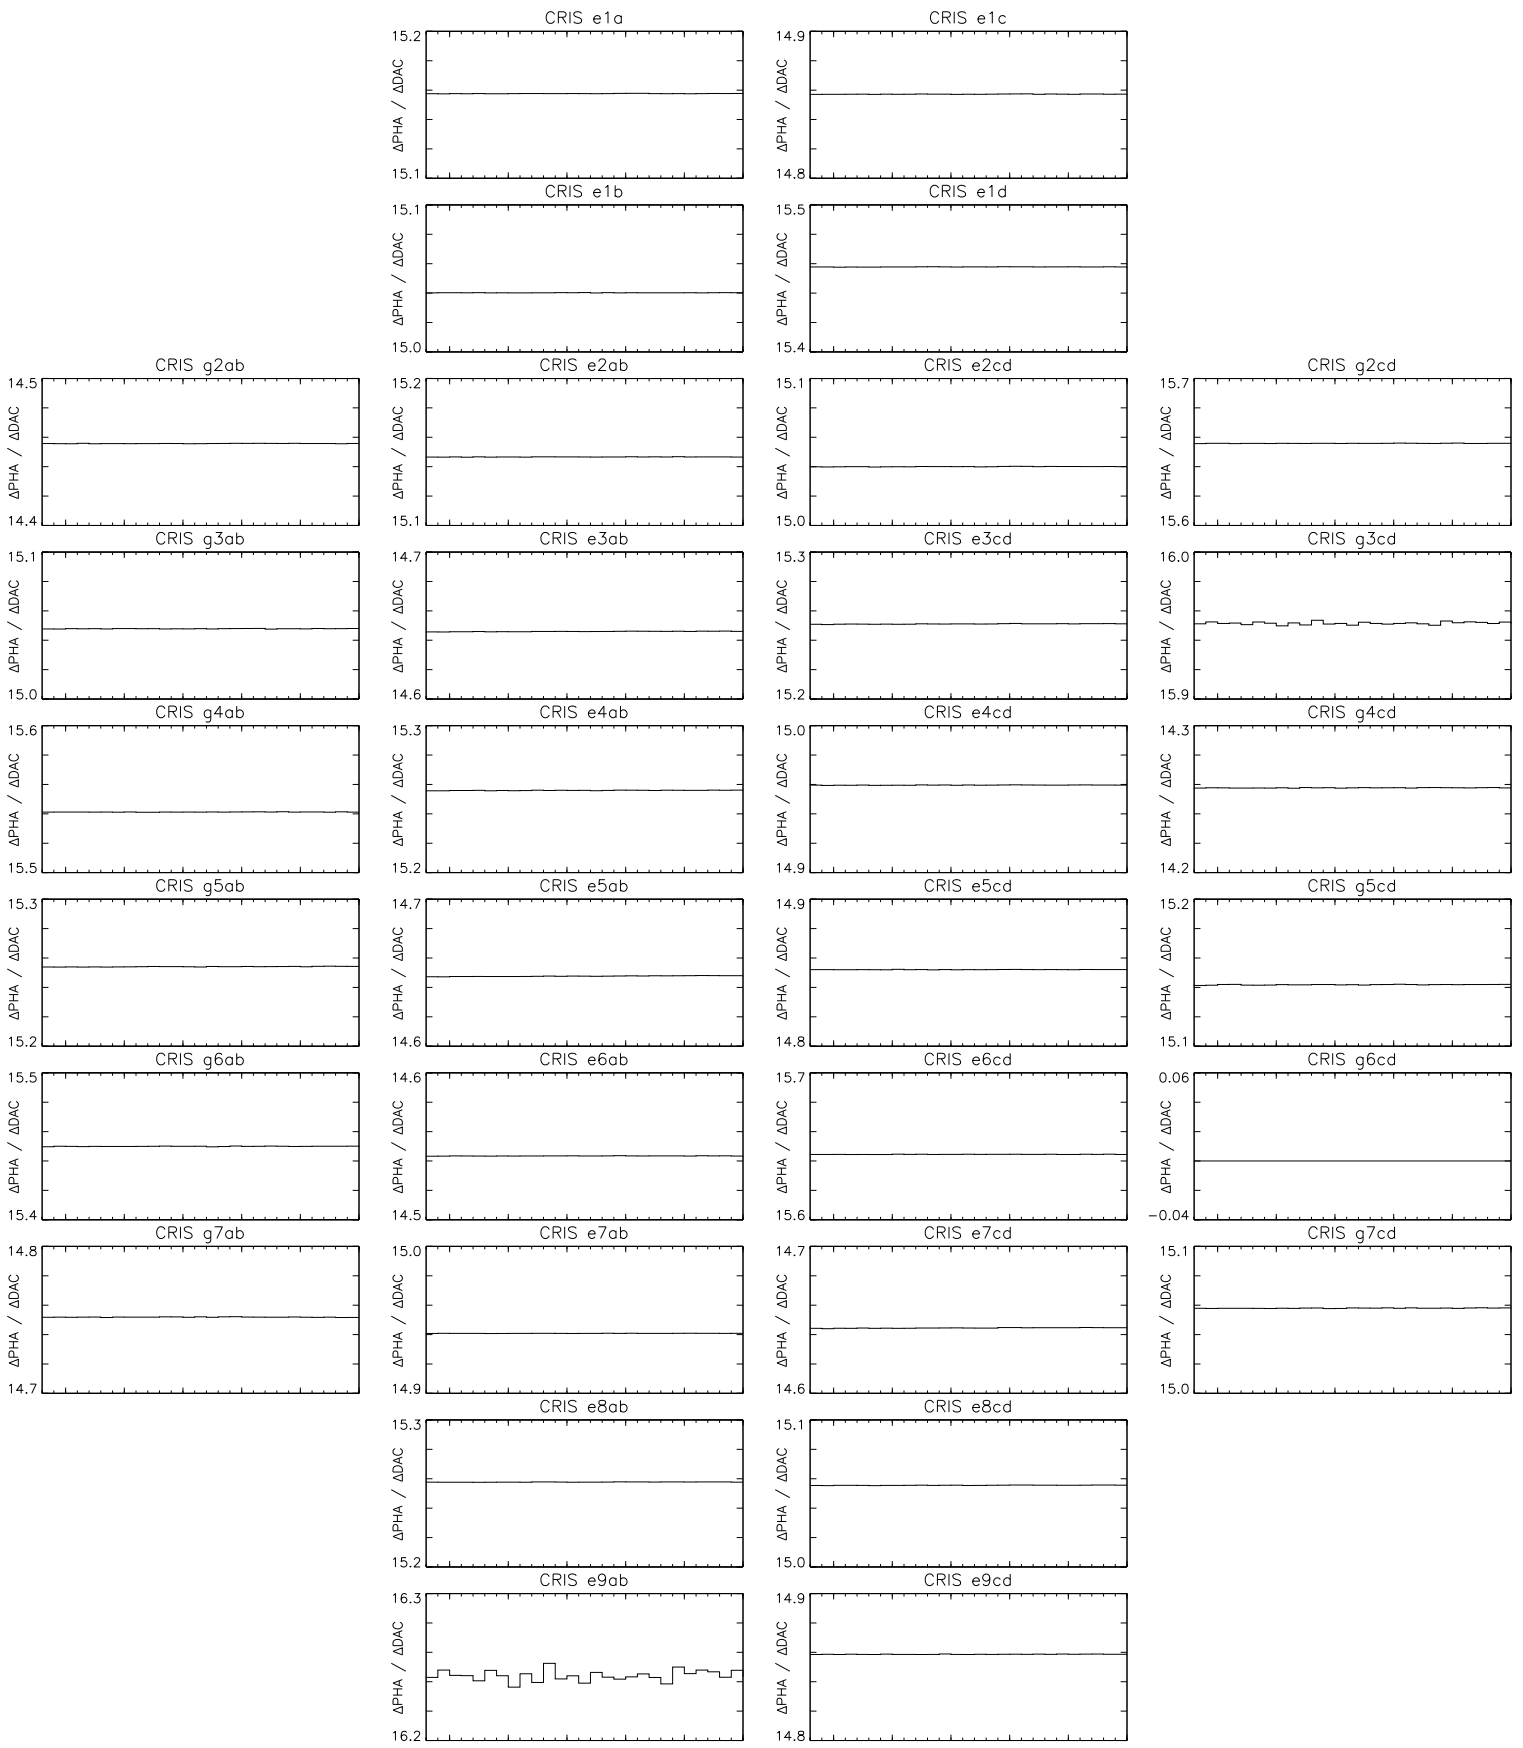 CRIS e1a
15.2
ΔPHA / ΔDAC
15.1
CRIS e1c
14.9
ΔPHA / ΔDAC
14.8
CRIS e1b
15.1
ΔPHA / ΔDAC
15.0
CRIS e1d
15.5
ΔPHA / ΔDAC
15.4
CRIS g2ab
14.5
ΔPHA / ΔDAC
14.4
CRIS e2ab
15.2
ΔPHA / ΔDAC
15.1
CRIS e2cd
15.1
ΔPHA / ΔDAC
15.0
CRIS g2cd
15.7
ΔPHA / ΔDAC
15.6
CRIS g3ab
15.1
ΔPHA / ΔDAC
15.0
CRIS e3ab
14.7
ΔPHA / ΔDAC
14.6
CRIS e3cd
15.3
ΔPHA / ΔDAC
15.2
CRIS g3cd
16.0
ΔPHA / ΔDAC
15.9
CRIS g4ab
15.6
ΔPHA / ΔDAC
15.5
CRIS e4ab
15.3
ΔPHA / ΔDAC
15.2
CRIS e4cd
15.0
ΔPHA / ΔDAC
14.9
CRIS g4cd
14.3
ΔPHA / ΔDAC
14.2
CRIS g5ab
15.3
ΔPHA / ΔDAC
15.2
CRIS e5ab
14.7
ΔPHA / ΔDAC
14.6
CRIS e5cd
14.9
ΔPHA / ΔDAC
14.8
CRIS g5cd
15.2
ΔPHA / ΔDAC
15.1
CRIS g6ab
15.5
ΔPHA / ΔDAC
15.4
CRIS e6ab
14.6
ΔPHA / ΔDAC
14.5
CRIS e6cd
15.7
ΔPHA / ΔDAC
15.6
CRIS g6cd
0.06
ΔPHA / ΔDAC
−0.04
CRIS g7ab
14.8
ΔPHA / ΔDAC
14.7
CRIS e7ab
15.0
ΔPHA / ΔDAC
14.9
CRIS e7cd
14.7
ΔPHA / ΔDAC
14.6
CRIS g7cd
15.1
ΔPHA / ΔDAC
15.0
CRIS e8ab
15.3
ΔPHA / ΔDAC
15.2
CRIS e8cd
15.1
ΔPHA / ΔDAC
15.0
CRIS e9ab
16.3
ΔPHA / ΔDAC
16.2
CRIS e9cd
14.9
ΔPHA / ΔDAC
14.8